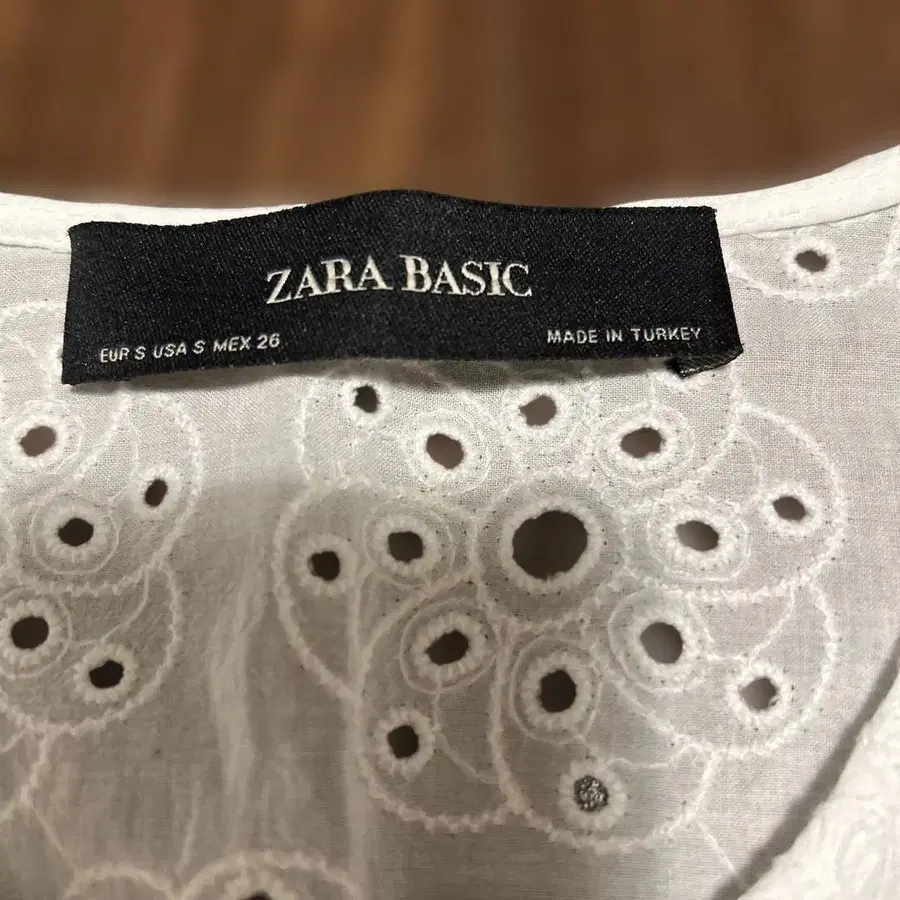 ZARA BASIC
EUR S USA S MEX 26
MADE IN TURKEY